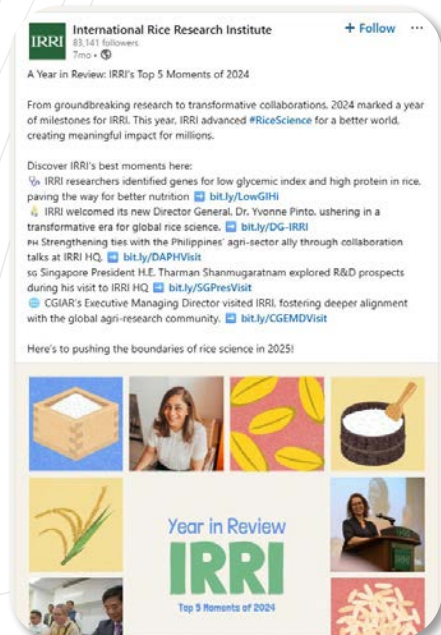 IRRI
International Rice Research Institute
83,141 followers
7mo •
+ Follow ...
A Year in Review: IRRI's Top 5 Moments of 2024
From groundbreaking research to transformative collaborations, 2024 marked a year
of milestones for IRRI. This year, IRRI advanced #RiceScience for a better world,
creating meaningful impact for millions.
Discover IRRI's best moments here:
🧬 IRRI researchers identified genes for low glycemic index and high protein in rice,
paving the way for better nutrition ➡️ bit.ly/LowGIHi
IRRI welcomed its new Director General, Dr. Yvonne Pinto, ushering in a
transformative era for global rice science. ➡️ bit.ly/DG-IRRI
PH Strengthening ties with the Philippines' agri-sector ally through collaboration
talks at IRRI HQ. ➡️ bit.ly/DAPHVisit
SG Singapore President H.E. Tharman Shanmugaratnam explored R&D prospects
during his visit to IRRI HQ ➡️ bit.ly/SGPresVisit
🌐 CGIAR's Executive Managing Director visited IRRI, fostering deeper alignment
with the global agri-research community. ➡️ bit.ly/CGEMDVisit
Here's to pushing the boundaries of rice science in 2025!
Year in Review
IRRI
Top 5 Moments of 2024